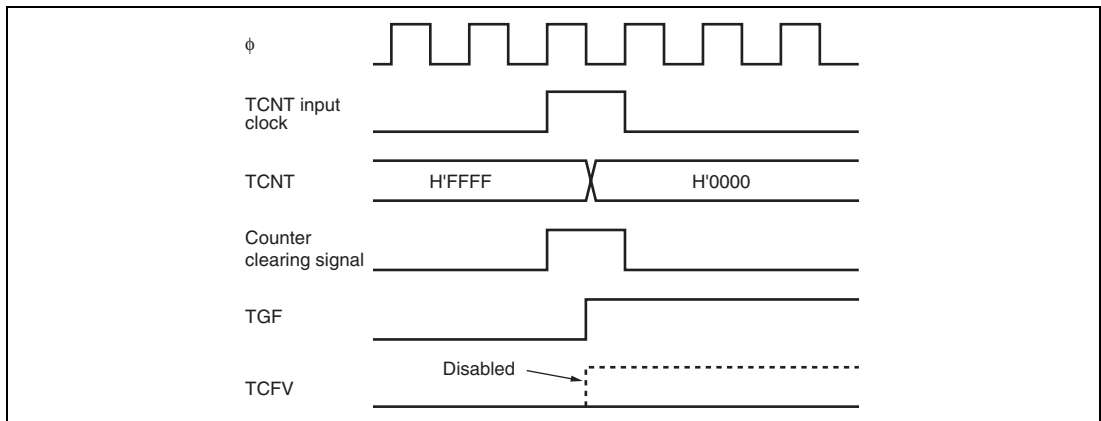 ϕ
TCNT input
clock
TCNT
H'FFFF
H'0000
Counter
clearing signal
TGF
Disabled
TCFV